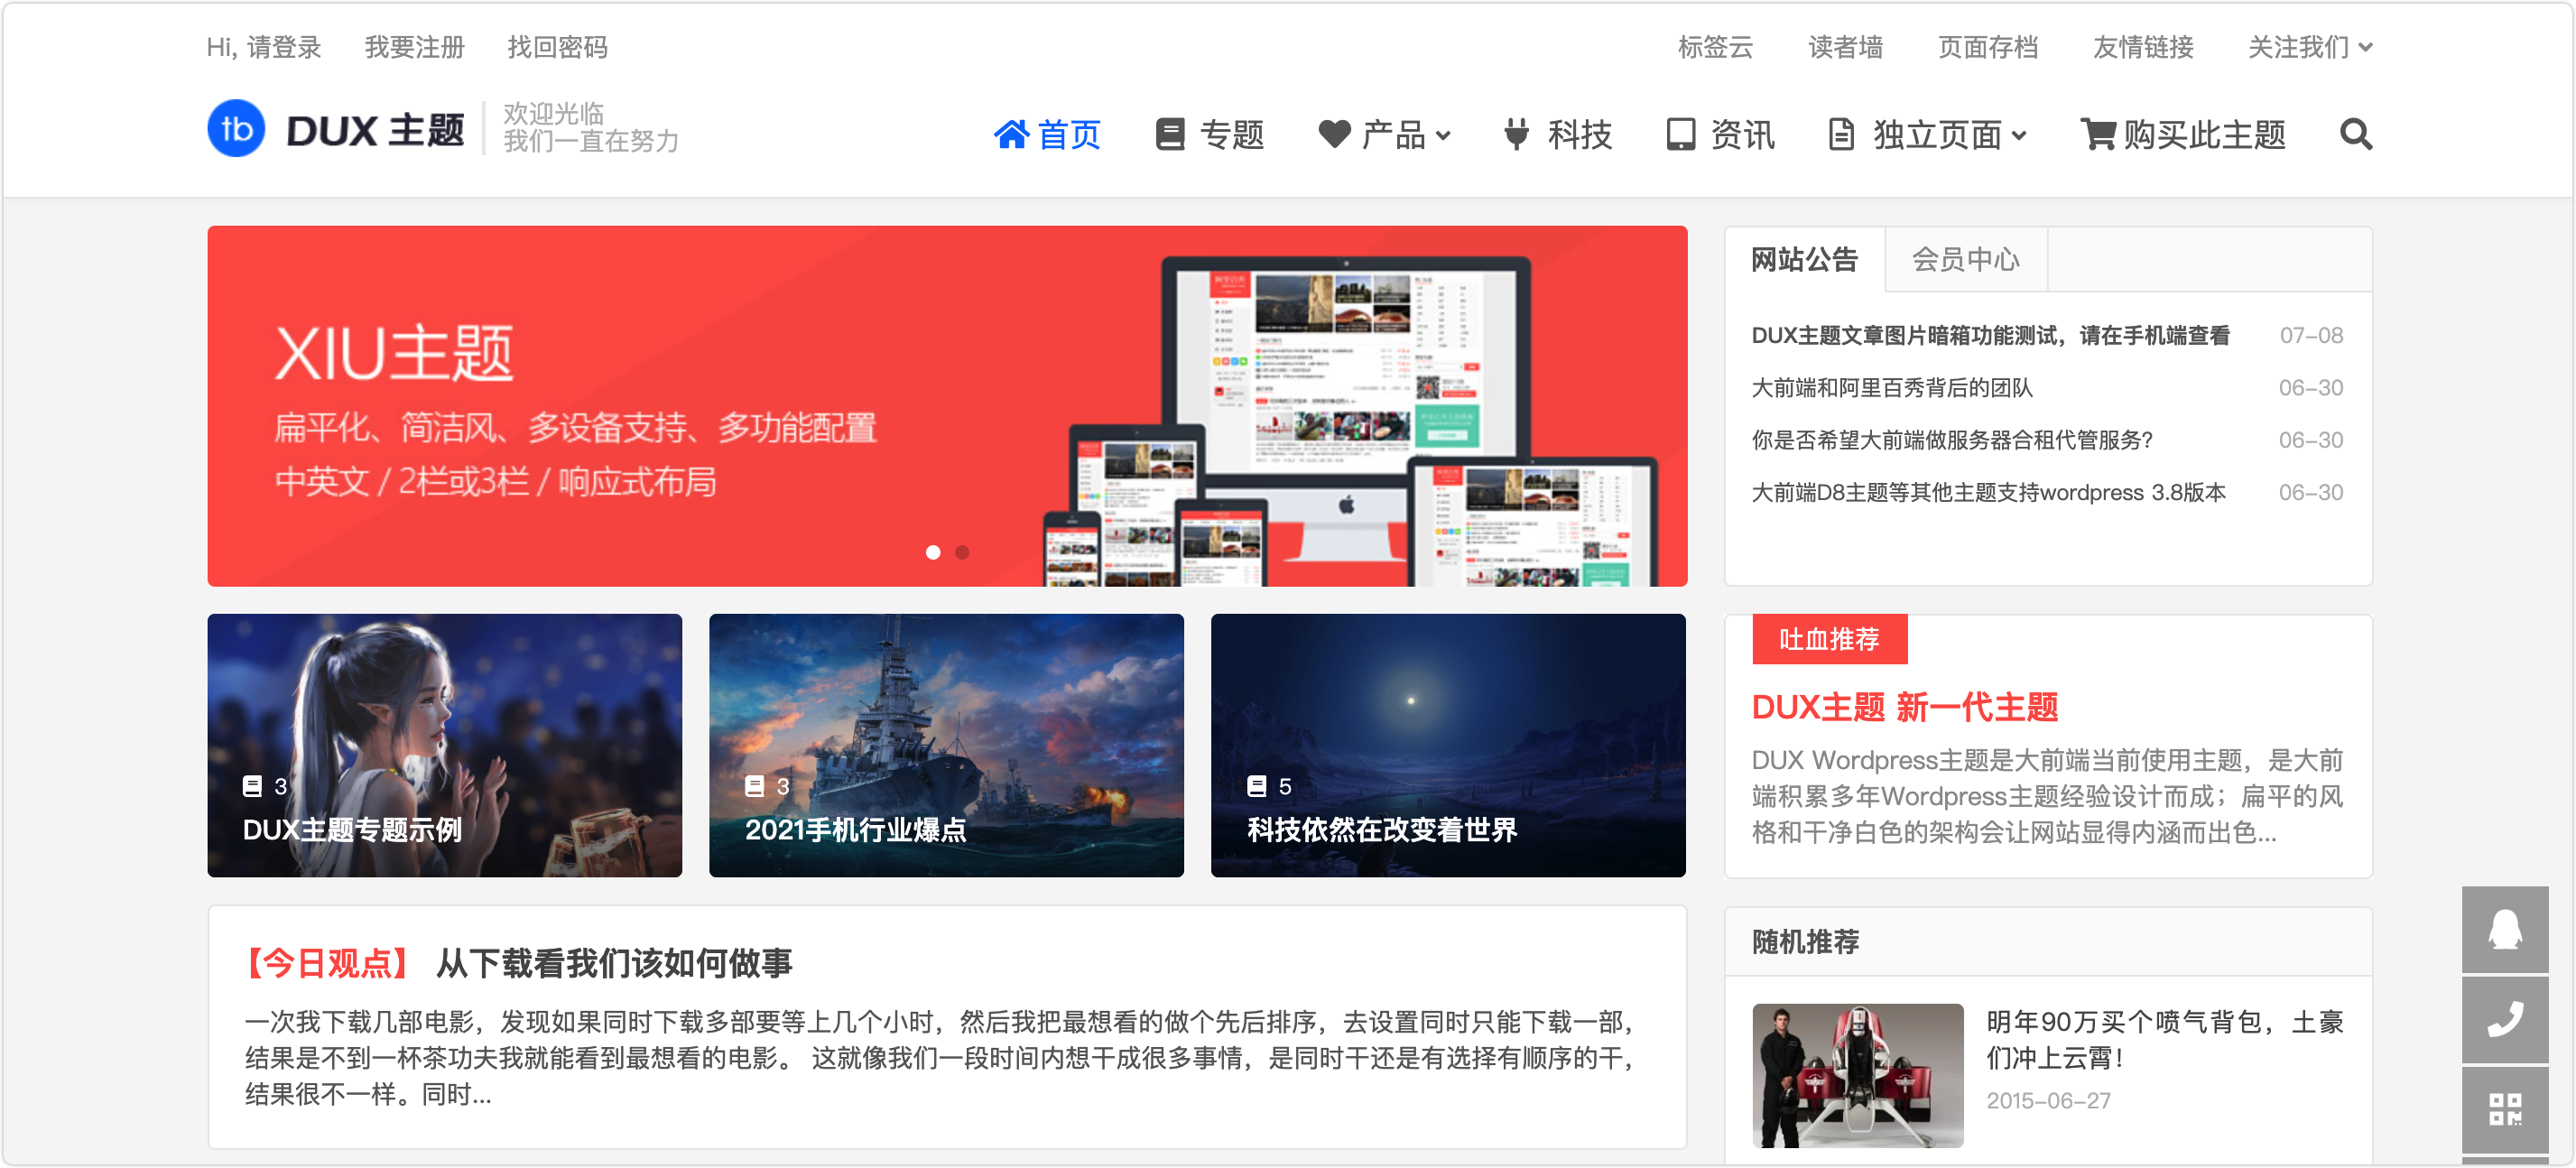 Hi, 请登录 我要注册 找回密码
标签云 读者墙 页面存档 友情链接 关注我们
tb DUX 主题
欢迎光临
我们一直在努力
首页 专题 产品 科技 资讯 独立页面 购买此主题
XIU主题
扁平化、简洁风、多设备支持、多功能配置
中英文 / 2栏或3栏 / 响应式布局
网站公告 会员中心
DUX主题文章图片暗箱功能测试，请在手机端查看 07-08
大前端和阿里百秀背后的团队 06-30
你是否希望大前端做服务器合租代管服务? 06-30
大前端D8主题等其他主题支持wordpress 3.8版本 06-30
3
DUX主题专题示例
3
2021手机行业爆点
5
科技依然在改变着世界
吐血推荐
DUX主题 新一代主题
DUX Wordpress主题是大前端当前使用主题，是大前
端积累多年Wordpress主题经验设计而成；扁平的风
格和干净白色的架构会让网站显得内涵而出色...
【今日观点】 从下载看我们该如何做事
一次我下载几部电影，发现如果同时下载多部要等上几个小时，然后我把最想看的做个先后排序，去设置同时只能下载一部，
结果是不到一杯茶功夫我就能看到最想看的电影。 这就像我们一段时间内想干成很多事情，是同时干还是有选择有顺序的干，
结果很不一样。同时...
随机推荐
明年90万买个喷气背包，土豪
们冲上云霄！
2015-06-27